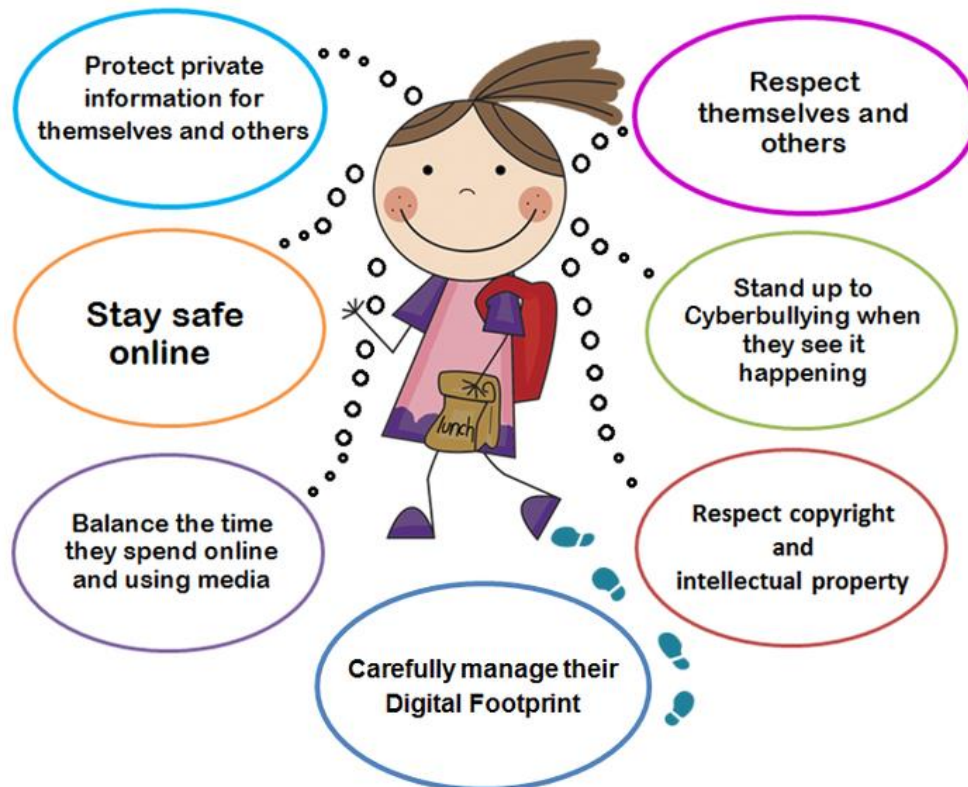 Protect private
information for
themselves and others
Respect
themselves and
others
Stay safe
online
Stand up to
Cyberbullying when
they see it
happening
lunch
Balance the time
they spend online
and using media
Respect copyright
and
intellectual property
Carefully manage their
Digital Footprint